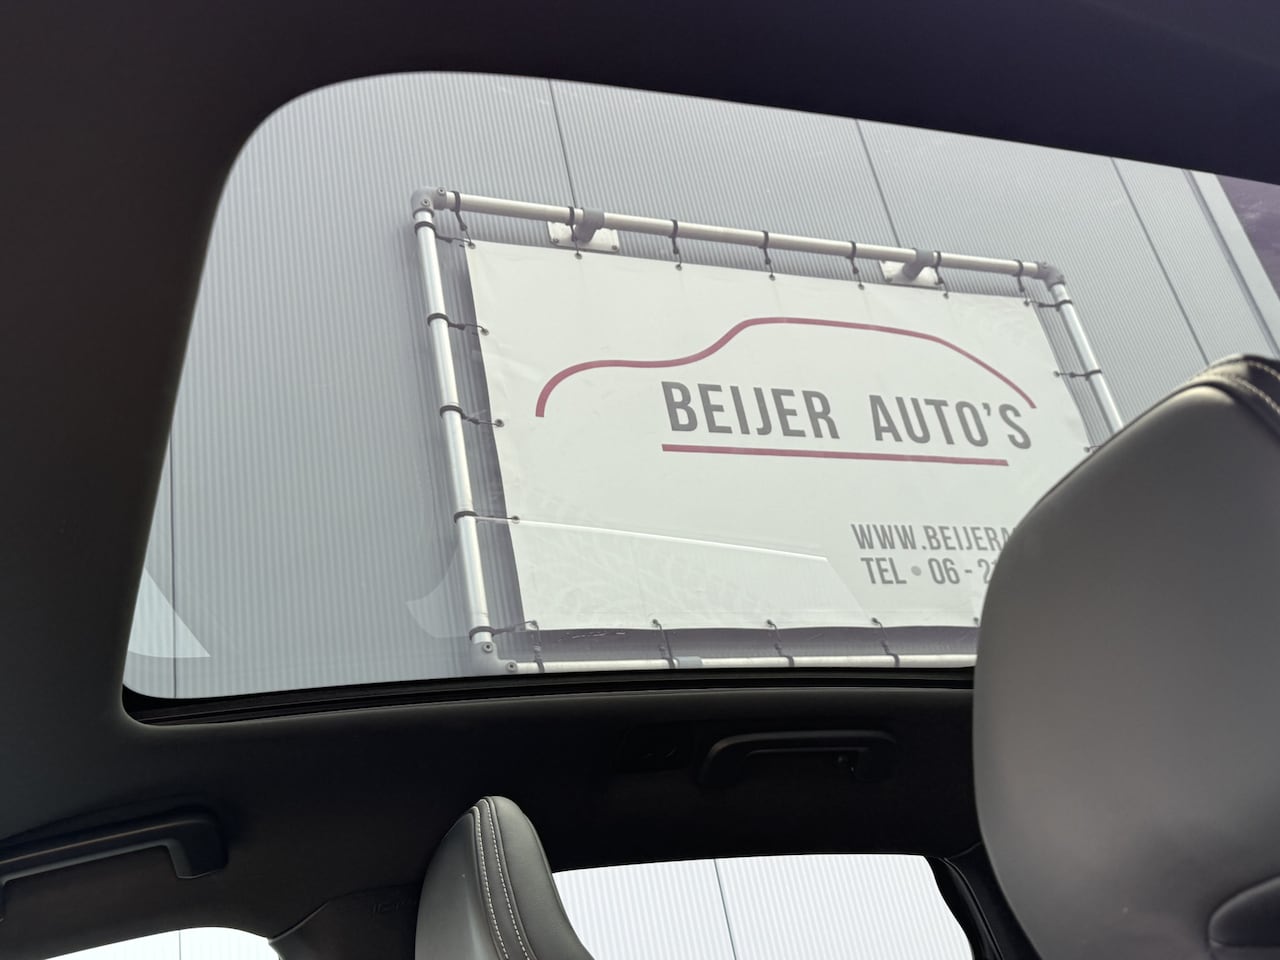 BEIJER AUTO'S
WWW.BEIJERA
TEL • 06 - 2